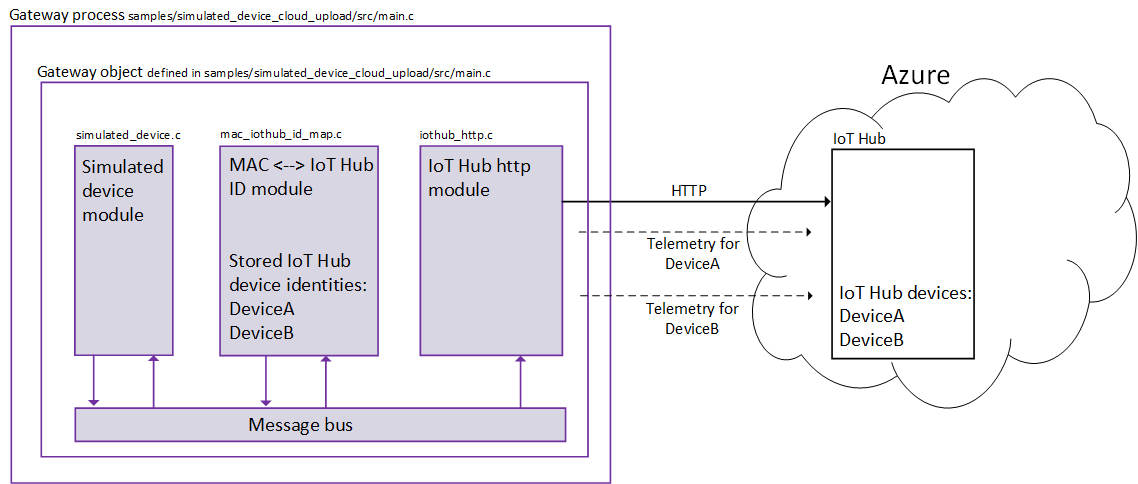 Gateway process samples/simulated_device_cloud_upload/src/main.c
Gateway object defined in samples/simulated_device_cloud_upload/src/main.c
Azure
simulated_device.c
mac_iothub_id_map.c
iothub_http.c
IoT Hub
Simulated
device
module
MAC <--> IoT Hub
ID module
Stored IoT Hub
device identities:
DeviceA
DeviceB
IoT Hub http
module
HTTP
Telemetry for
DeviceA
Telemetry for
DeviceB
IoT Hub devices:
DeviceA
DeviceB
Message bus